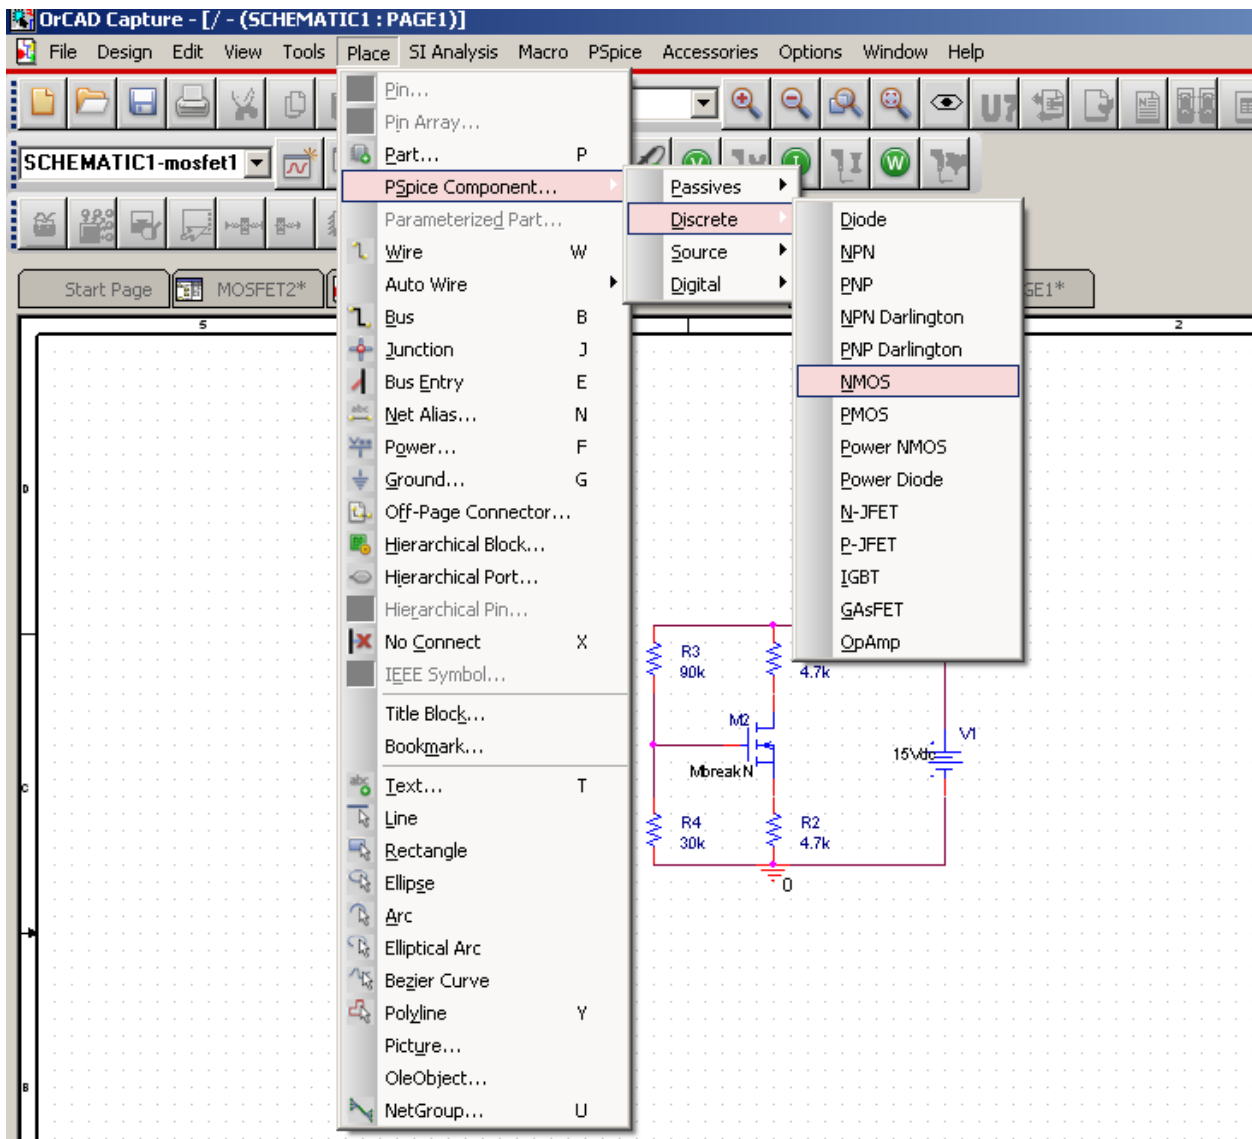 OrCAD Capture - [/ - (SCHEMATIC1 : PAGE1)]
File Design Edit View Tools Place SI Analysis Macro PSpice Accessories Options Window Help
U?
SCHEMATIC1-mosfet1
V
I
I
W
Start Page
MOSFET2*
GE1*
5
2
D
C
B
Pin...
Pin Array...
Part... P
PSpice Component...
Parameterized Part...
Wire W
Auto Wire
Bus B
Junction J
Bus Entry E
Net Alias... N
Power... F
Ground... G
Off-Page Connector...
Hierarchical Block...
Hierarchical Port...
Hierarchical Pin...
No Connect X
IEEE Symbol...
Title Block...
Bookmark...
Text... T
Line
Rectangle
Ellipse
Arc
Elliptical Arc
Bezier Curve
Polyline Y
Picture...
OleObject...
NetGroup... U
Passives
Discrete
Source
Digital
Diode
NPN
PNP
NPN Darlington
PNP Darlington
NMOS
PMOS
Power NMOS
Power Diode
N-JFET
P-JFET
IGBT
GAsFET
OpAmp
R3
90k
4.7k
M2
MbreakN
15Vdc
V1
R4
30k
R2
4.7k
0